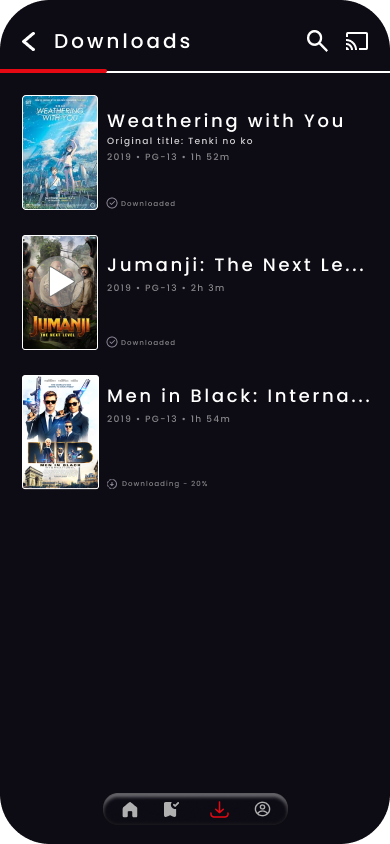 Downloads
WEATHERING
WITH YOU
Weathering with You
Original title: Tenki no ko
2019 • PG-13 • 1h 52m
Downloaded
JUMANJI
THE NEXT LEVEL
Jumanji: The Next Le...
2019 • PG-13 • 2h 3m
Downloaded
MIB
MEN IN BLACK
Men in Black: Interna...
2019 • PG-13 • 1h 54m
Downloading - 20%